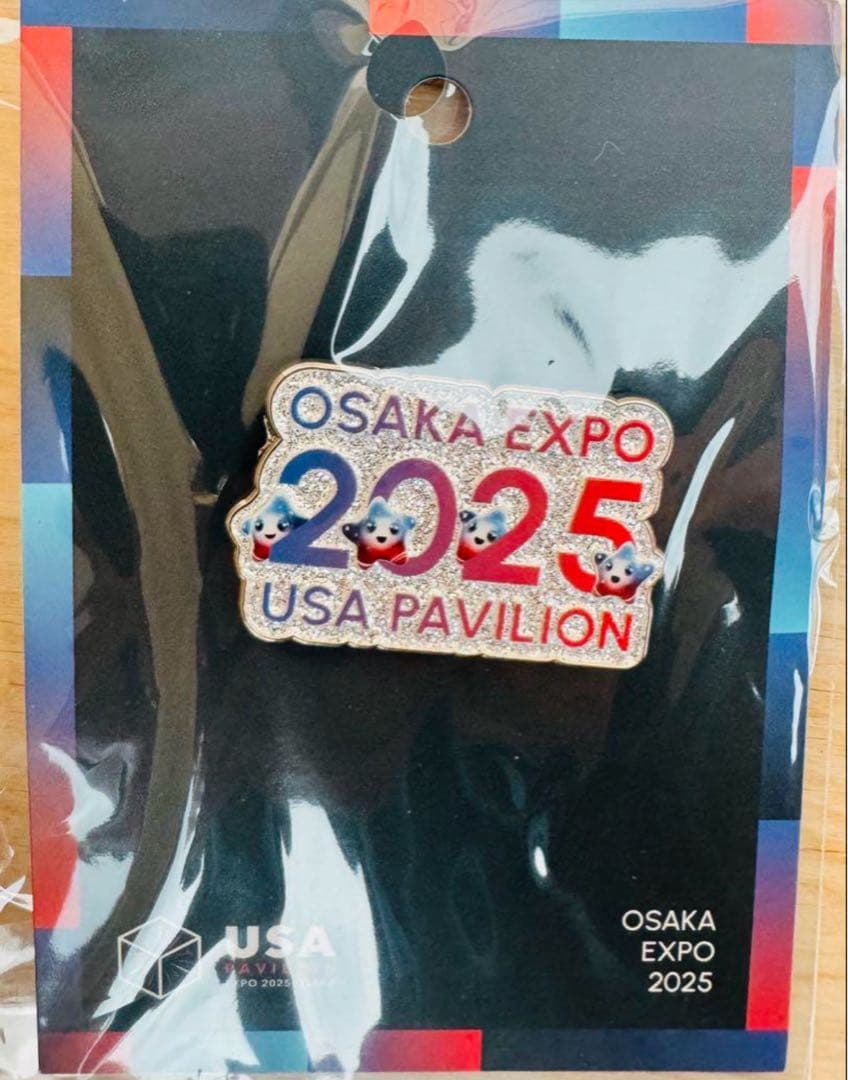 OSAKA EXPO
2025
USA PAVILION
USA
OSAKA
EXPO
2025